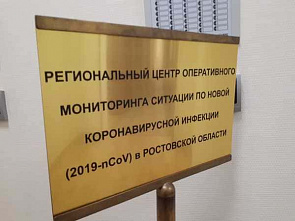 РЕГИОНАЛЬНЫЙ ЦЕНТР ОПЕРАТИВНОГО
МОНИТОРИНГА СИТУАЦИИ ПО НОВОЙ
КОРОНАВИРУСНОЙ ИНФЕКЦИИ
(2019-nCoV) в РОСТОВСКОЙ ОБЛАСТИ